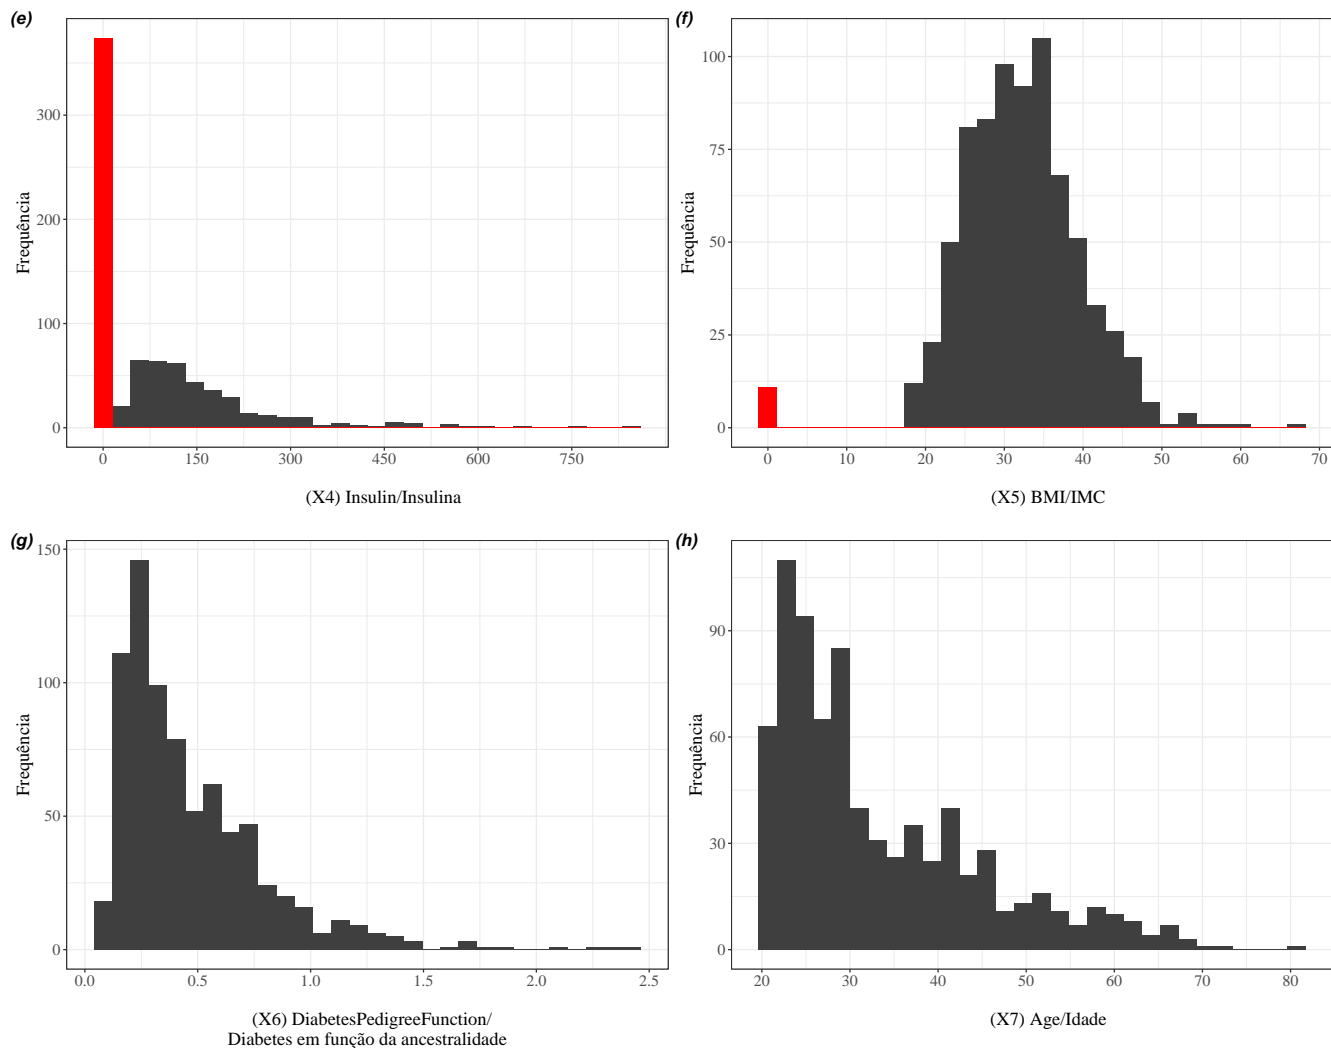 (e)
Frequência
300
200
100
0
0 150 300 450 600 750
(X4) Insulin/Insulina
(f)
Frequência
100
75
50
25
0
0 10 20 30 40 50 60 70
(X5) BMI/IMC
(g)
Frequência
150
100
50
0
0.0 0.5 1.0 1.5 2.0 2.5
(X6) DiabetesPedigreeFunction/
Diabetes em função da ancestralidade
(h)
Frequência
90
60
30
0
20 30 40 50 60 70 80
(X7) Age/Idade